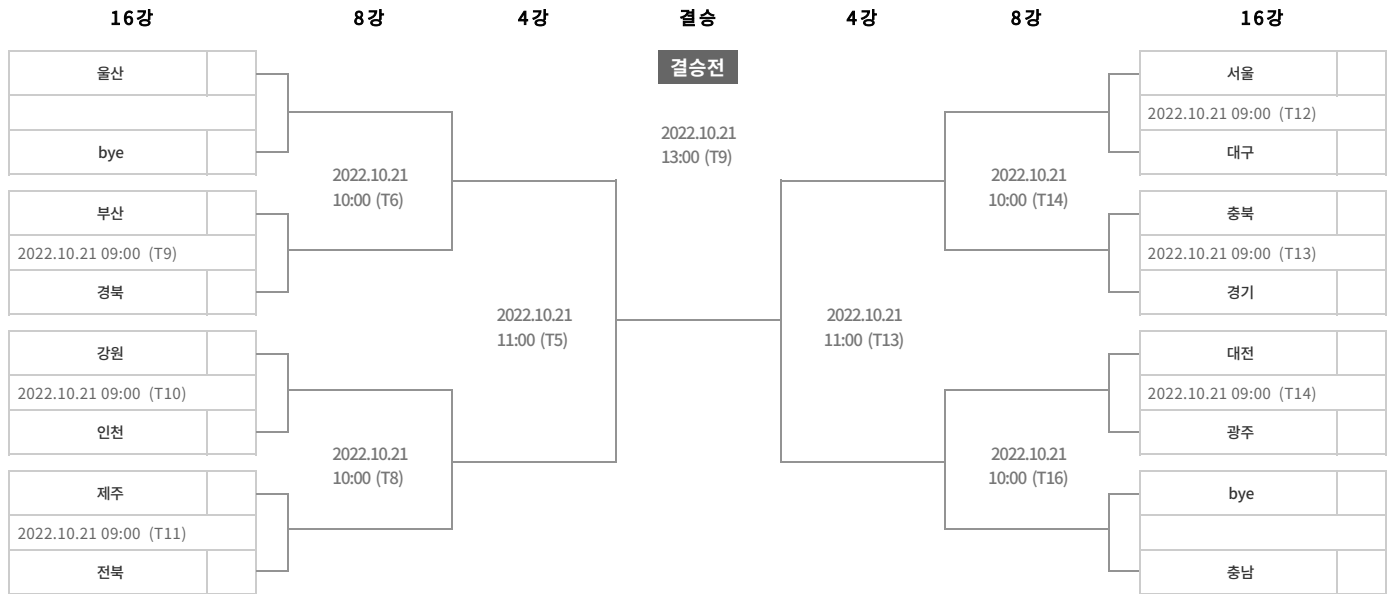 16강 8강 4강 결승 4강 8강 16강
결승전
울산
bye
부산
2022.10.21 09:00 (T9)
경북
강원
2022.10.21 09:00 (T10)
인천
제주
2022.10.21 09:00 (T11)
전북
2022.10.21
10:00 (T6)
2022.10.21
10:00 (T8)
2022.10.21
11:00 (T5)
2022.10.21
13:00 (T9)
2022.10.21
11:00 (T13)
2022.10.21
10:00 (T14)
2022.10.21
10:00 (T16)
서울
2022.10.21 09:00 (T12)
대구
충북
2022.10.21 09:00 (T13)
경기
대전
2022.10.21 09:00 (T14)
광주
bye
충남